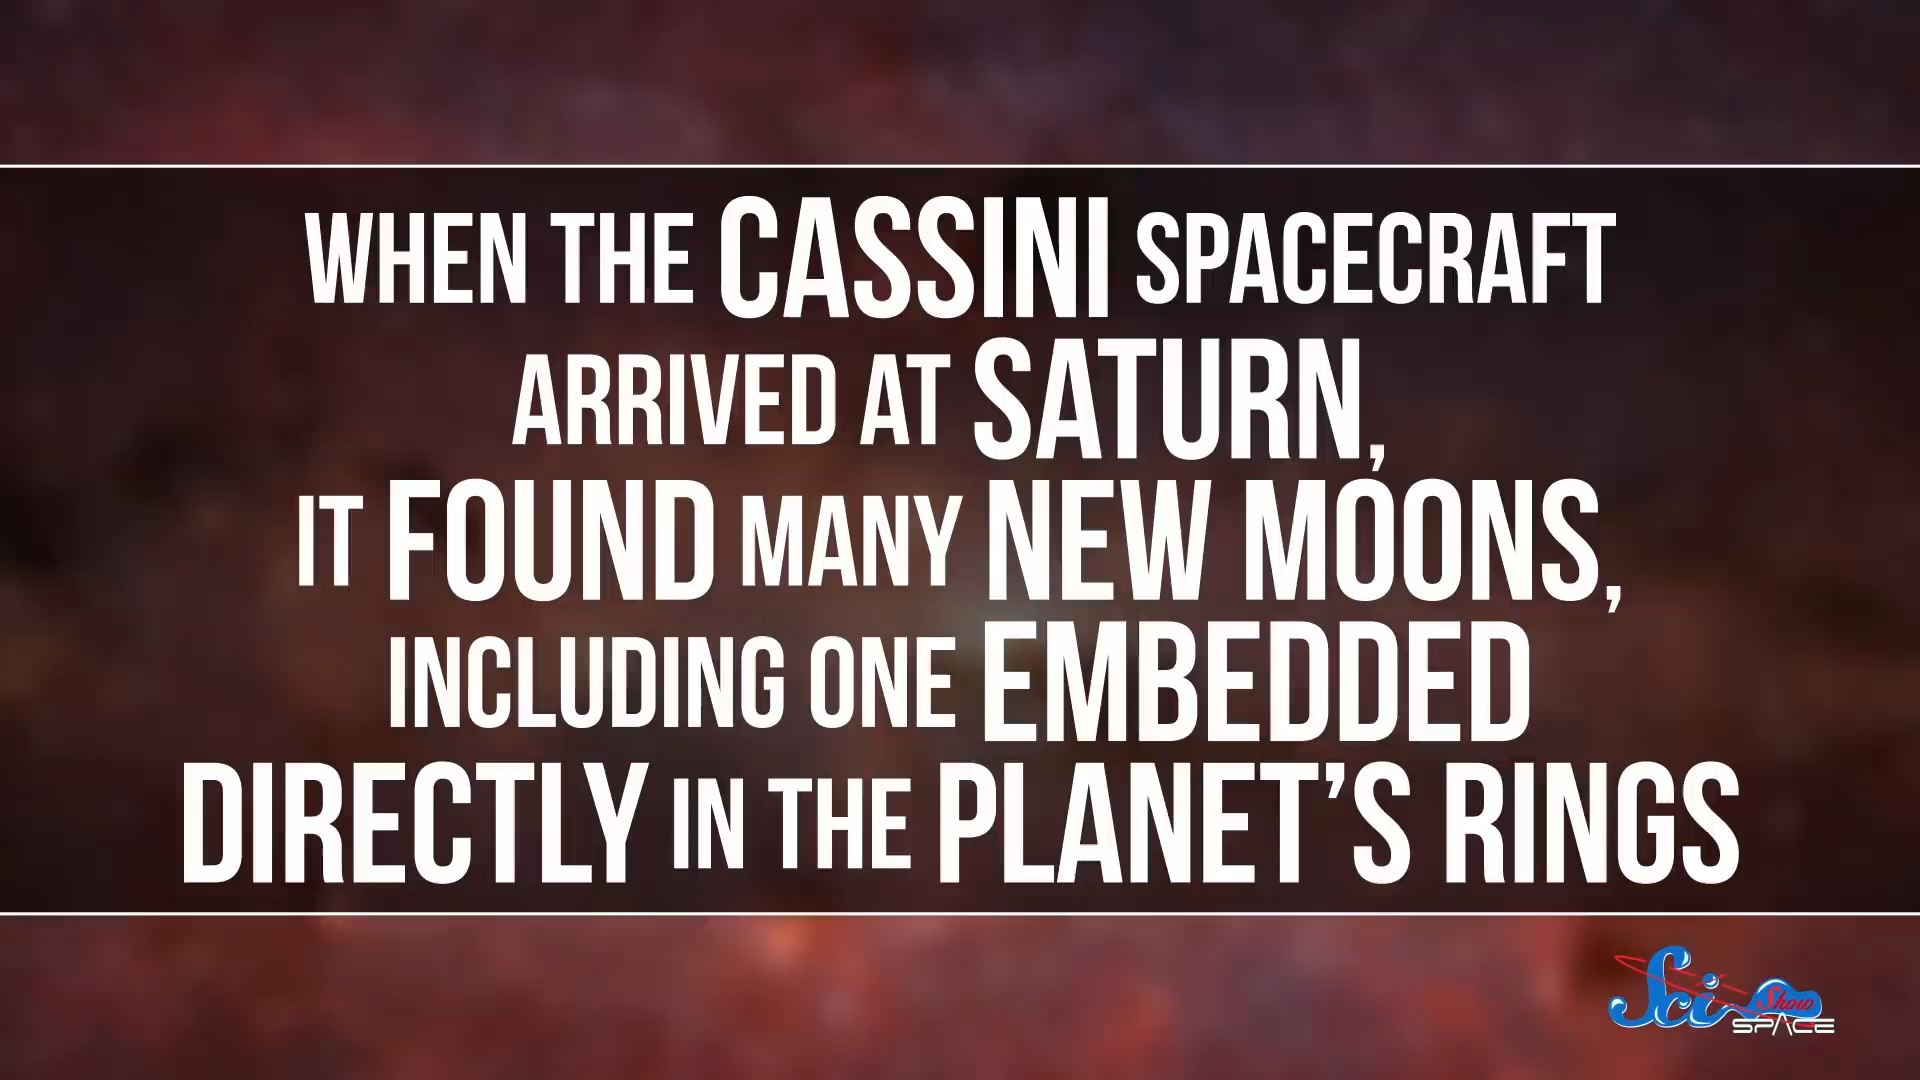 WHEN THE CASSINI SPACECRAFT
ARRIVED AT SATURN,
IT FOUND MANY NEW MOONS,
INCLUDING ONE EMBEDDED
DIRECTLY IN THE PLANET'S RINGS
Sci Show
SPACE